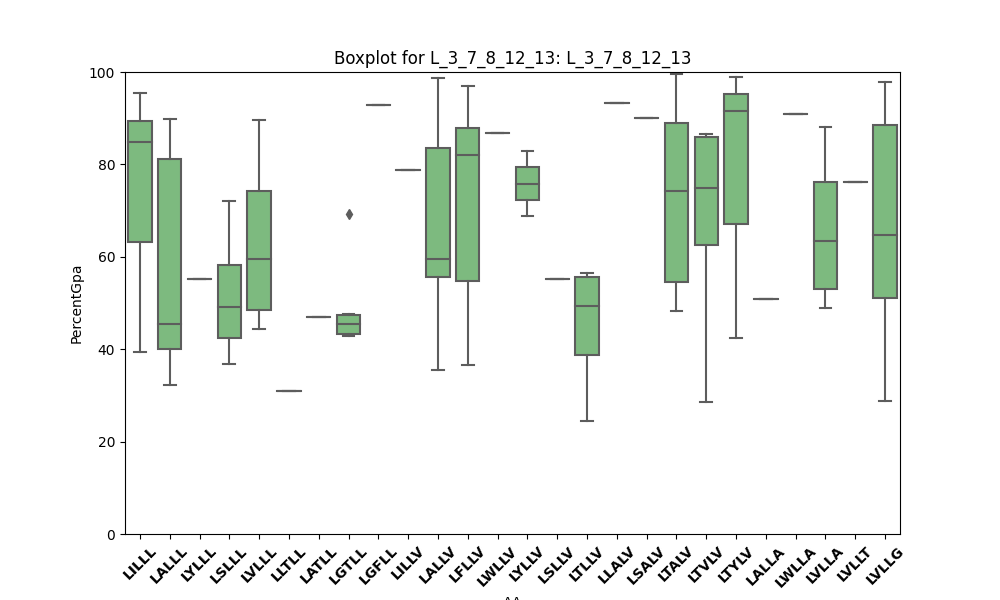 Boxplot for L_3_7_8_12_13: L_3_7_8_12_13
100
80
60
40
20
0
PercentGpa
LILLL
LALLL
LYLLL
LSLLL
LVLLL
LLTLL
LATLL
LGTLL
LGFLL
LILLV
LALLV
LFLLV
LWLLV
LYLLV
LSLLV
LTLLV
LLALV
LSALV
LTALV
LTVLV
LTYLV
LALLA
LWLLA
LVLLA
LVLLT
LVLLG